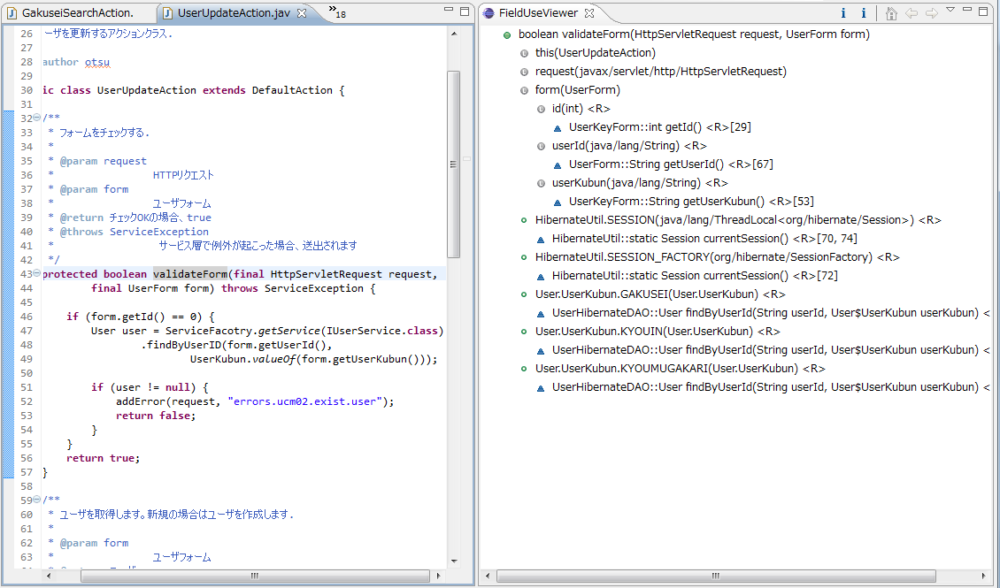 GakuseiSearchAction.
UserUpdateAction.jav
»18
26 ーザを更新するアクションクラス.
27
28 author otsu
29
30 ic class UserUpdateAction extends DefaultAction {
31
32 /**
33 * フォームをチェックする.
34 *
35 * @param request
36 * HTTPリクエスト
37 * @param form
38 * ユーザフォーム
39 * @return チェックOKの場合、true
40 * @throws ServiceException
41 * サービス層で例外が起こった場合、送出されます
42 */
43 protected boolean validateForm(final HttpServletRequest request,
44 final UserForm form) throws ServiceException {
45
46 if (form.getId() == 0) {
47 User user = ServiceFacotry.getService(IUserService.class)
48 .findByUserID(form.getUserId(),
49 UserKubun.valueOf(form.getUserKubun()));
50
51 if (user != null) {
52 addError(request, "errors.ucm02.exist.user");
53 return false;
54 }
55 }
56 return true;
57 }
58
59 /**
60 * ユーザを取得します。新規の場合はユーザを作成します.
61 *
62 * @param form
63 * ユーザフォーム
FieldUseViewer
boolean validateForm(HttpServletRequest request, UserForm form)
this(UserUpdateAction)
request(javax/servlet/http/HttpServletRequest)
form(UserForm)
id(int) <R>
UserKeyForm::int getId() <R>[29]
userId(java/lang/String) <R>
UserForm::String getUserId() <R>[67]
userKubun(java/lang/String) <R>
UserKeyForm::String getUserKubun() <R>[53]
HibernateUtil.SESSION(java/lang/ThreadLocal<org/hibernate/Session>) <R>
HibernateUtil::static Session currentSession() <R>[70, 74]
HibernateUtil.SESSION_FACTORY(org/hibernate/SessionFactory) <R>
HibernateUtil::static Session currentSession() <R>[72]
User.UserKubun.GAKUSEI(User.UserKubun) <R>
UserHibernateDAO::User findByUserId(String userId, User$UserKubun userKubun) <
User.UserKubun.KYOUIN(User.UserKubun) <R>
UserHibernateDAO::User findByUserId(String userId, User$UserKubun userKubun) <
User.UserKubun.KYOUMUGAKARI(User.UserKubun) <R>
UserHibernateDAO::User findByUserId(String userId, User$UserKubun userKubun) <